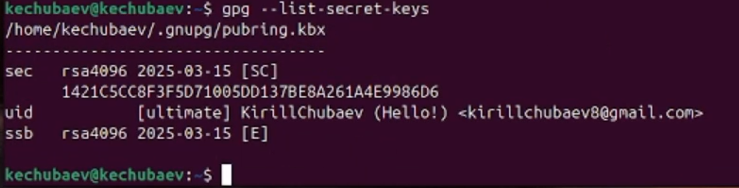 kechubaev@kechubaev:~$ gpg --list-secret-keys
/home/kechubaev/.gnupg/pubring.kbx
----------------------------------
sec   rsa4096 2025-03-15 [SC]
      1421C5CC8F3F5D71005DD137BE8A261A4E9986D6
uid           [ultimate] KirillChubaev (Hello!) <kirillchubaev8@gmail.com>
ssb   rsa4096 2025-03-15 [E]
kechubaev@kechubaev:~$